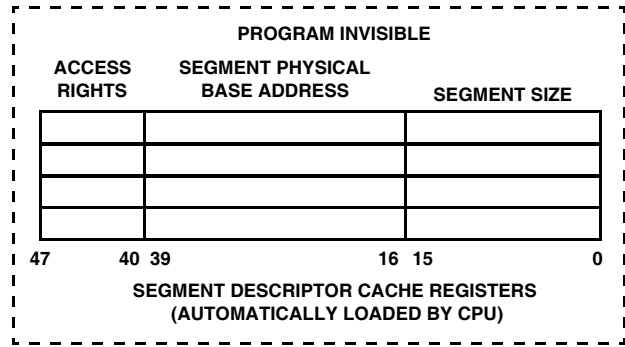 PROGRAM INVISIBLE
ACCESS RIGHTS
SEGMENT PHYSICAL BASE ADDRESS
SEGMENT SIZE
47 40 39 16 15 0
SEGMENT DESCRIPTOR CACHE REGISTERS
(AUTOMATICALLY LOADED BY CPU)